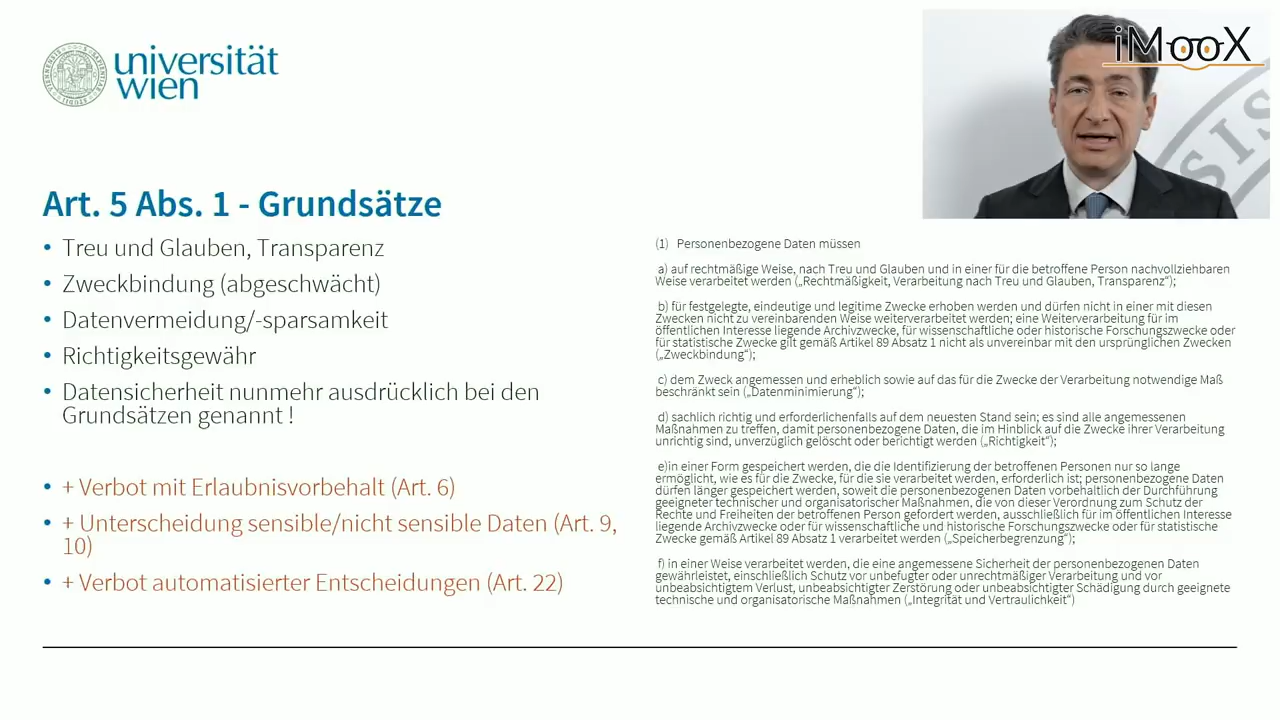 universität
wien
iMooX
SIS
Art. 5 Abs. 1 - Grundsätze
• Treu und Glauben, Transparenz
• Zweckbindung (abgeschwächt)
• Datenvermeidung/-sparsamkeit
• Richtigkeitsgewähr
• Datensicherheit nunmehr ausdrücklich bei den
Grundsätzen genannt !
• + Verbot mit Erlaubnisvorbehalt (Art. 6)
• + Unterscheidung sensible/nicht sensible Daten (Art. 9,
10)
• + Verbot automatisierter Entscheidungen (Art. 22)
(1) Personenbezogene Daten müssen
a) auf rechtmäßige Weise, nach Treu und Glauben und in einer für die betroffene Person nachvollziehbaren
Weise verarbeitet werden („Rechtmäßigkeit, Verarbeitung nach Treu und Glauben, Transparenz“);
b) für festgelegte, eindeutige und legitime Zwecke erhoben werden und dürfen nicht in einer mit diesen
Zwecken nicht zu vereinbarenden Weise weiterverarbeitet werden; eine Weiterverarbeitung für im
öffentlichen Interesse liegende Archivzwecke, für wissenschaftliche oder historische Forschungszwecke oder
für statistische Zwecke gilt gemäß Artikel 89 Absatz 1 nicht als unvereinbar mit den ursprünglichen Zwecken
(„Zweckbindung“);
c) dem Zweck angemessen und erheblich sowie auf das für die Zwecke der Verarbeitung notwendige Maß
beschränkt sein („Datenminimierung“);
d) sachlich richtig und erforderlichenfalls auf dem neuesten Stand sein; es sind alle angemessenen
Maßnahmen zu treffen, damit personenbezogene Daten, die im Hinblick auf die Zwecke ihrer Verarbeitung
unrichtig sind, unverzüglich gelöscht oder berichtigt werden („Richtigkeit“);
e)in einer Form gespeichert werden, die die Identifizierung der betroffenen Personen nur so lange
ermöglicht, wie es für die Zwecke, für die sie verarbeitet werden, erforderlich ist; personenbezogene Daten
dürfen länger gespeichert werden, soweit die personenbezogenen Daten vorbehaltlich der Durchführung
geeigneter technischer und organisatorischer Maßnahmen, die von dieser Verordnung zum Schutz der
Rechte und Freiheiten der betroffenen Person gefordert werden, ausschließlich für im öffentlichen Interesse
liegende Archivzwecke oder für wissenschaftliche und historische Forschungszwecke oder für statistische
Zwecke gemäß Artikel 89 Absatz 1 verarbeitet werden („Speicherbegrenzung“);
f) in einer Weise verarbeitet werden, die eine angemessene Sicherheit der personenbezogenen Daten
gewährleistet, einschließlich Schutz vor unbefugter oder unrechtmäßiger Verarbeitung und vor
unbeabsichtigtem Verlust, unbeabsichtigter Zerstörung oder unbeabsichtigter Schädigung durch geeignete
technische und organisatorische Maßnahmen („Integrität und Vertraulichkeit“)